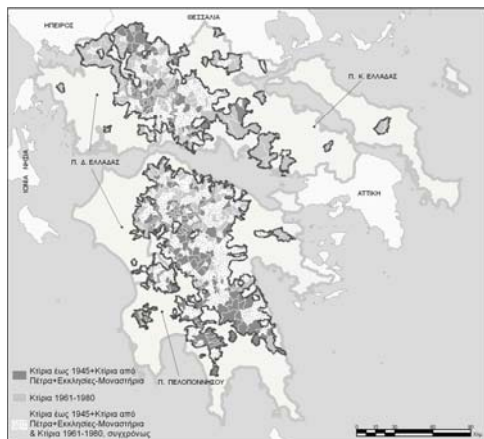 ΗΠΕΙΡΟΣ
ΘΕΣΣΑΛΙΑ
Π. Κ. ΕΛΛΑΔΑΣ
ΙΟΝΙΑ ΝΗΣΙΑ
Π. Δ. ΕΛΛΑΔΑΣ
ΑΤΤΙΚΗ
Π. ΠΕΛΟΠΟΝΝΗΣΟΥ
Κτίρια έως 1945+Κτίρια από
Πέτρα+Εκκλησίες-Μοναστήρια
Κτίρια 1961-1980
Κτίρια έως 1945+Κτίρια από
Πέτρα+Εκκλησίες-Μοναστήρια
& Κτίρια 1961-1980, συγχρόνως